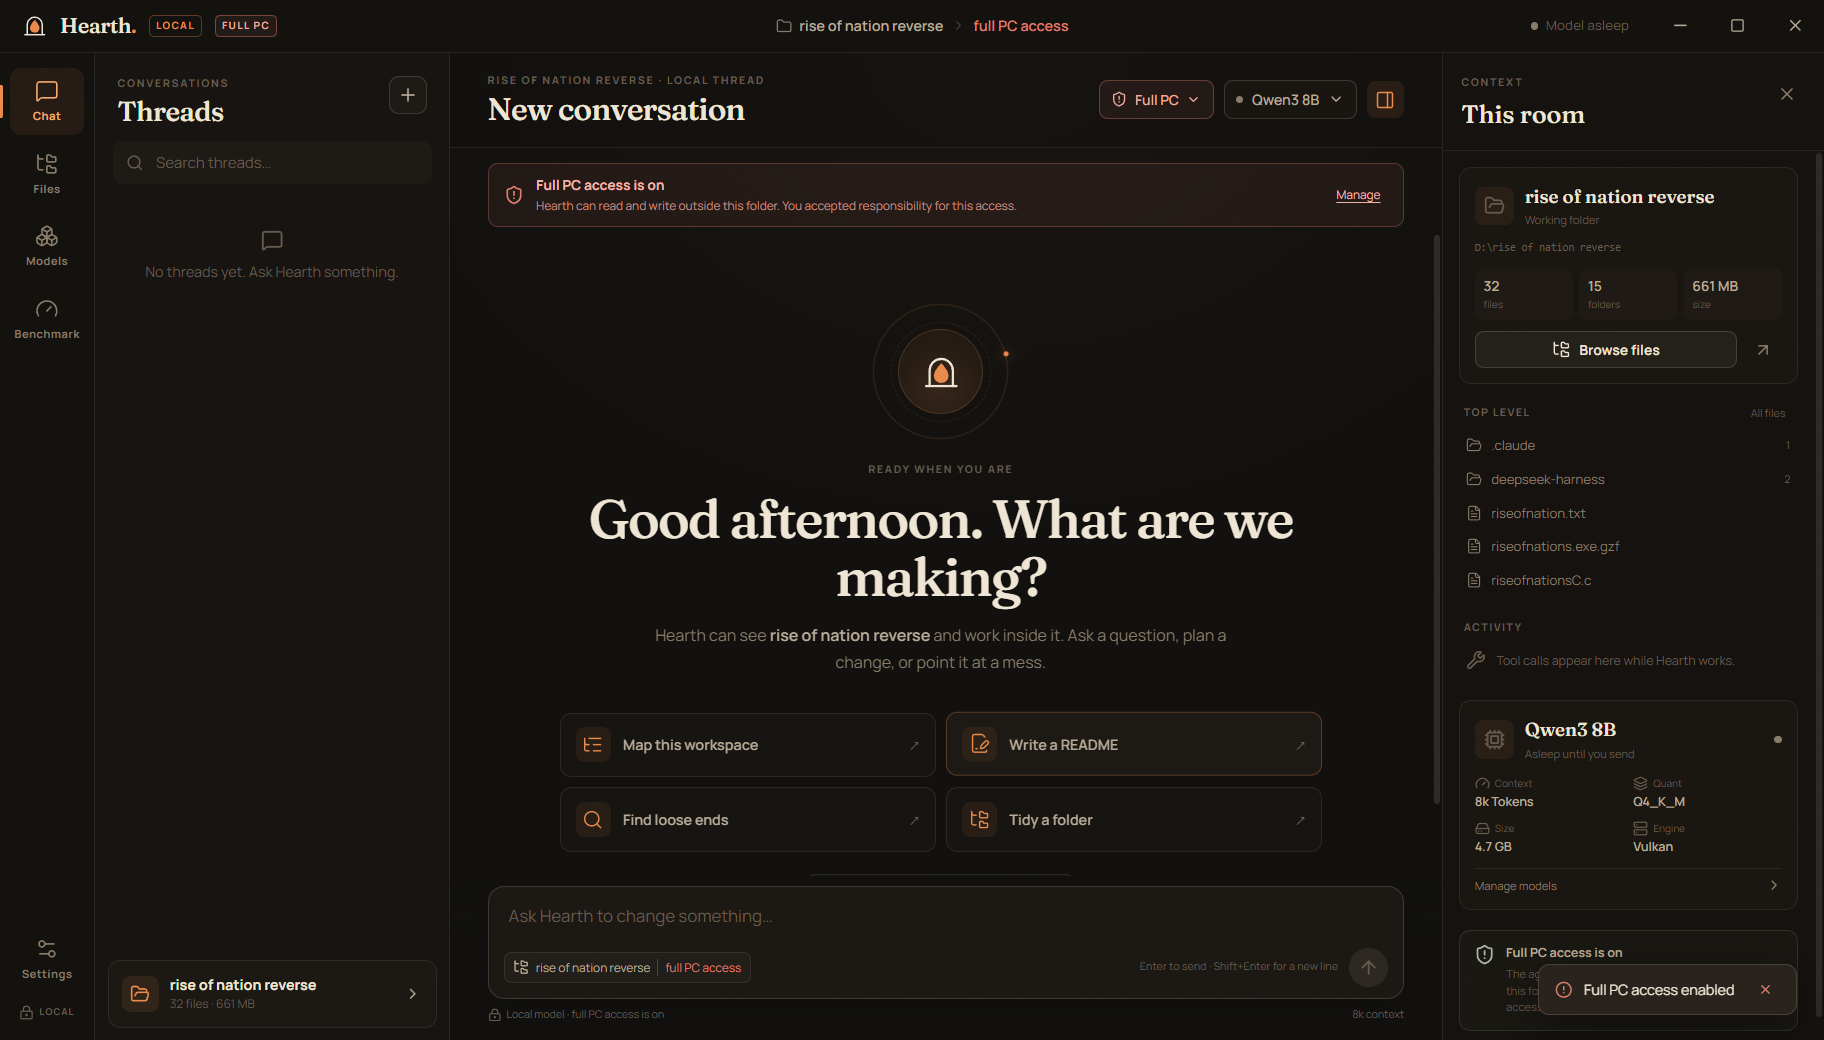 Hearth.
LOCAL
FULL PC
rise of nation reverse
full PC access
Model asleep
Chat
Files
Models
Benchmark
Settings
LOCAL
CONVERSATIONS
Threads
Search threads...
No threads yet. Ask Hearth something.
rise of nation reverse
32 files · 661 MB
RISE OF NATION REVERSE · LOCAL THREAD
New conversation
Full PC
Qwen3 8B
Full PC access is on
Hearth can read and write outside this folder. You accepted responsibility for this access.
Manage
READY WHEN YOU ARE
Good afternoon. What are we
making?
Hearth can see rise of nation reverse and work inside it. Ask a question, plan a
change, or point it at a mess.
Map this workspace
Write a README
Find loose ends
Tidy a folder
Ask Hearth to change something...
rise of nation reverse
full PC access
Enter to send · Shift+Enter for a new line
Local model · full PC access is on
8k context
CONTEXT
This room
rise of nation reverse
Working folder
D:\rise of nation reverse
32
files
15
folders
661 MB
size
Browse files
TOP LEVEL
All files
.claude
1
deepseek-harness
2
riseofnation.txt
riseofnations.exe.gzf
riseofnationsC.c
ACTIVITY
Tool calls appear here while Hearth works.
Qwen3 8B
Asleep until you send
Context
8k Tokens
Quant
Q4_K_M
Size
4.7 GB
Engine
Vulkan
Manage models
Full PC access is on
The ag
this fo
access
Full PC access enabled